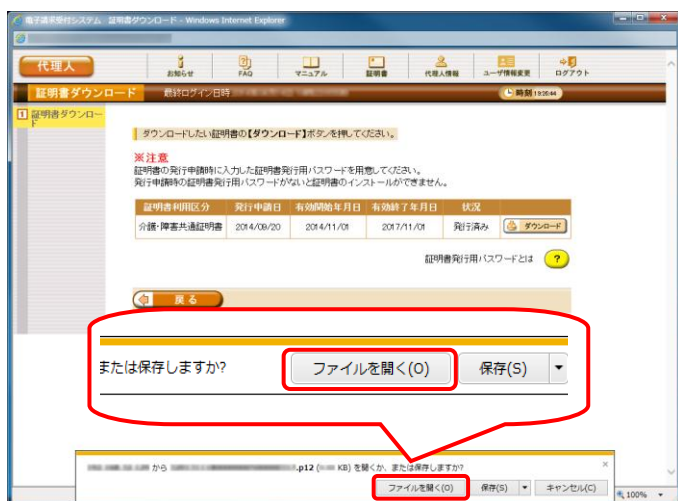 電子請求受付システム 証明書ダウンロード - Windows Internet Explorer
代理人
お知らせ FAQ マニュアル 証明書 代理人情報 ユーザ情報変更 ログアウト
証明書ダウンロード 最終ログイン日時 時刻 19:26:44
1 証明書ダウンロー
ド
ダウンロードしたい証明書の【ダウンロード】ボタンを押してください。
※注意
証明書の発行申請時に入力した証明書発行用パスワードを用意してください。
発行申請時の証明書発行用パスワードがないと証明書のインストールができません。
証明書利用区分 発行申請日 有効開始年月日 有効終了年月日 状況
介護・障害共通証明書 2014/09/20 2014/11/01 2017/11/01 発行済み ダウンロード
証明書発行用パスワードとは ?
戻る
または保存しますか? ファイルを開く(O) 保存(S)
から .p12 ( KB) を開くか、または保存しますか? ×
ファイルを開く(O) 保存(S) キャンセル(C)
100%